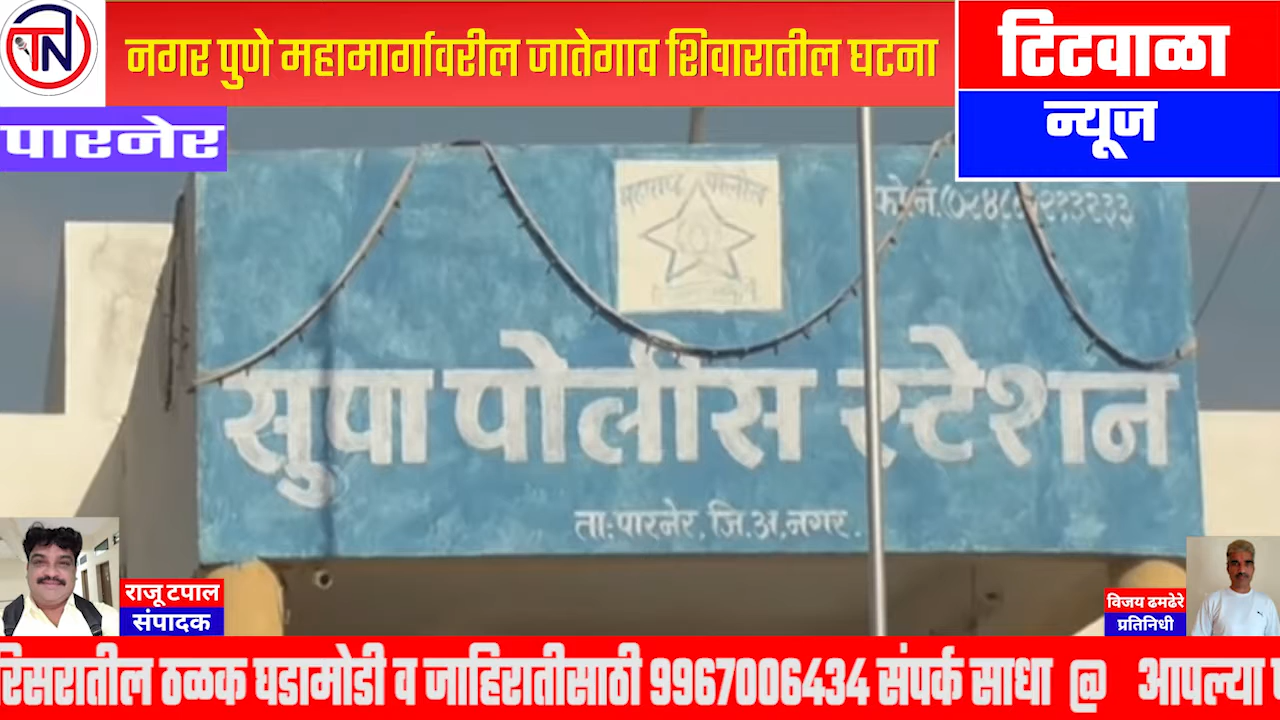 TN
नगर पुणे महामार्गावरील जातेगाव शिवारातील घटना
टिटवाळा
न्यूज
पारनेर
महाराष्ट्र पोलीस
सुपा पोलीस स्टेशन
ता:पारनेर, जि.अ.नगर.
राजू टपाल
संपादक
विजय ढमढेरे
प्रतिनिधी
रिसरातील ठळक घडामोडी व जाहिरातीसाठी 9967006434 संपर्क साधा @ आपल्या